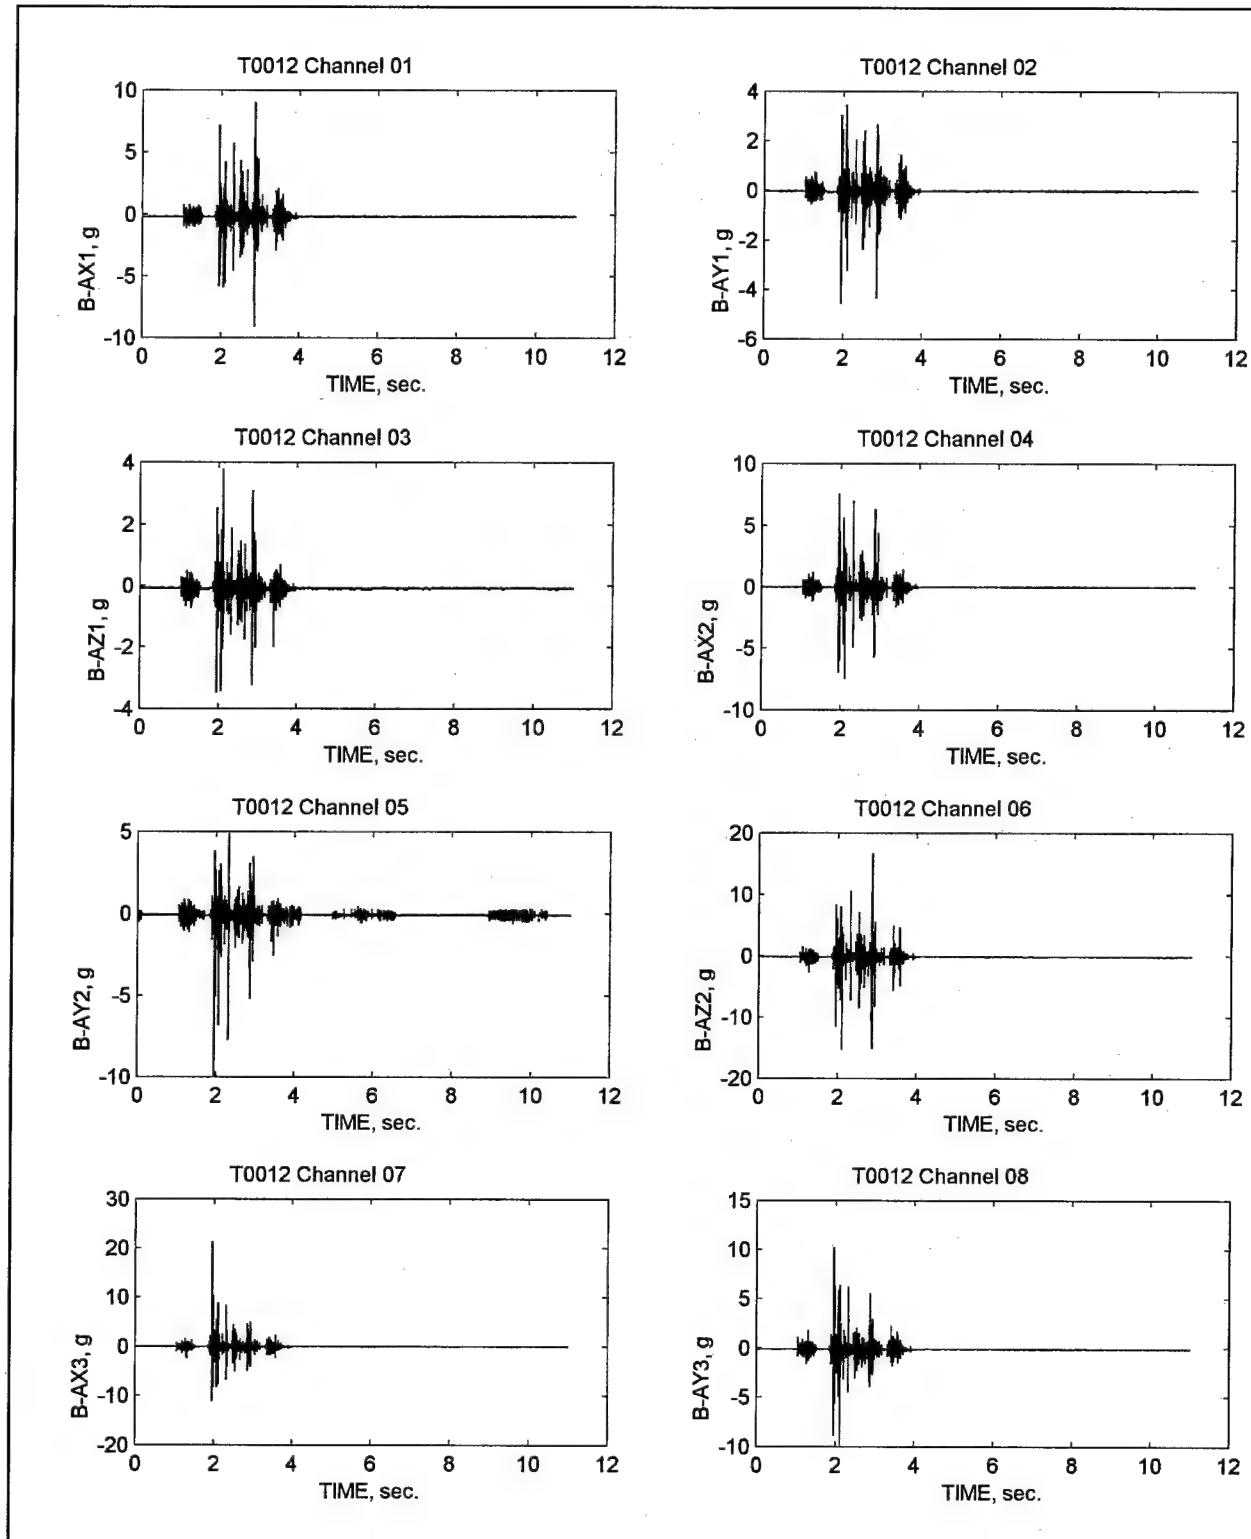 T0012 Channel 01
10
5
0
-5
-10
B-AX1, g
0 2 4 6 8 10 12
TIME, sec.
T0012 Channel 02
4
2
0
-2
-4
-6
B-AY1, g
0 2 4 6 8 10 12
TIME, sec.
T0012 Channel 03
4
2
0
-2
-4
B-AZ1, g
0 2 4 6 8 10 12
TIME, sec.
T0012 Channel 04
10
5
0
-5
-10
B-AX2, g
0 2 4 6 8 10 12
TIME, sec.
T0012 Channel 05
5
0
-5
-10
B-AY2, g
0 2 4 6 8 10 12
TIME, sec.
T0012 Channel 06
20
10
0
-10
-20
B-AZ2, g
0 2 4 6 8 10 12
TIME, sec.
T0012 Channel 07
30
20
10
0
-10
-20
B-AX3, g
0 2 4 6 8 10 12
TIME, sec.
T0012 Channel 08
15
10
5
0
-5
-10
B-AY3, g
0 2 4 6 8 10 12
TIME, sec.